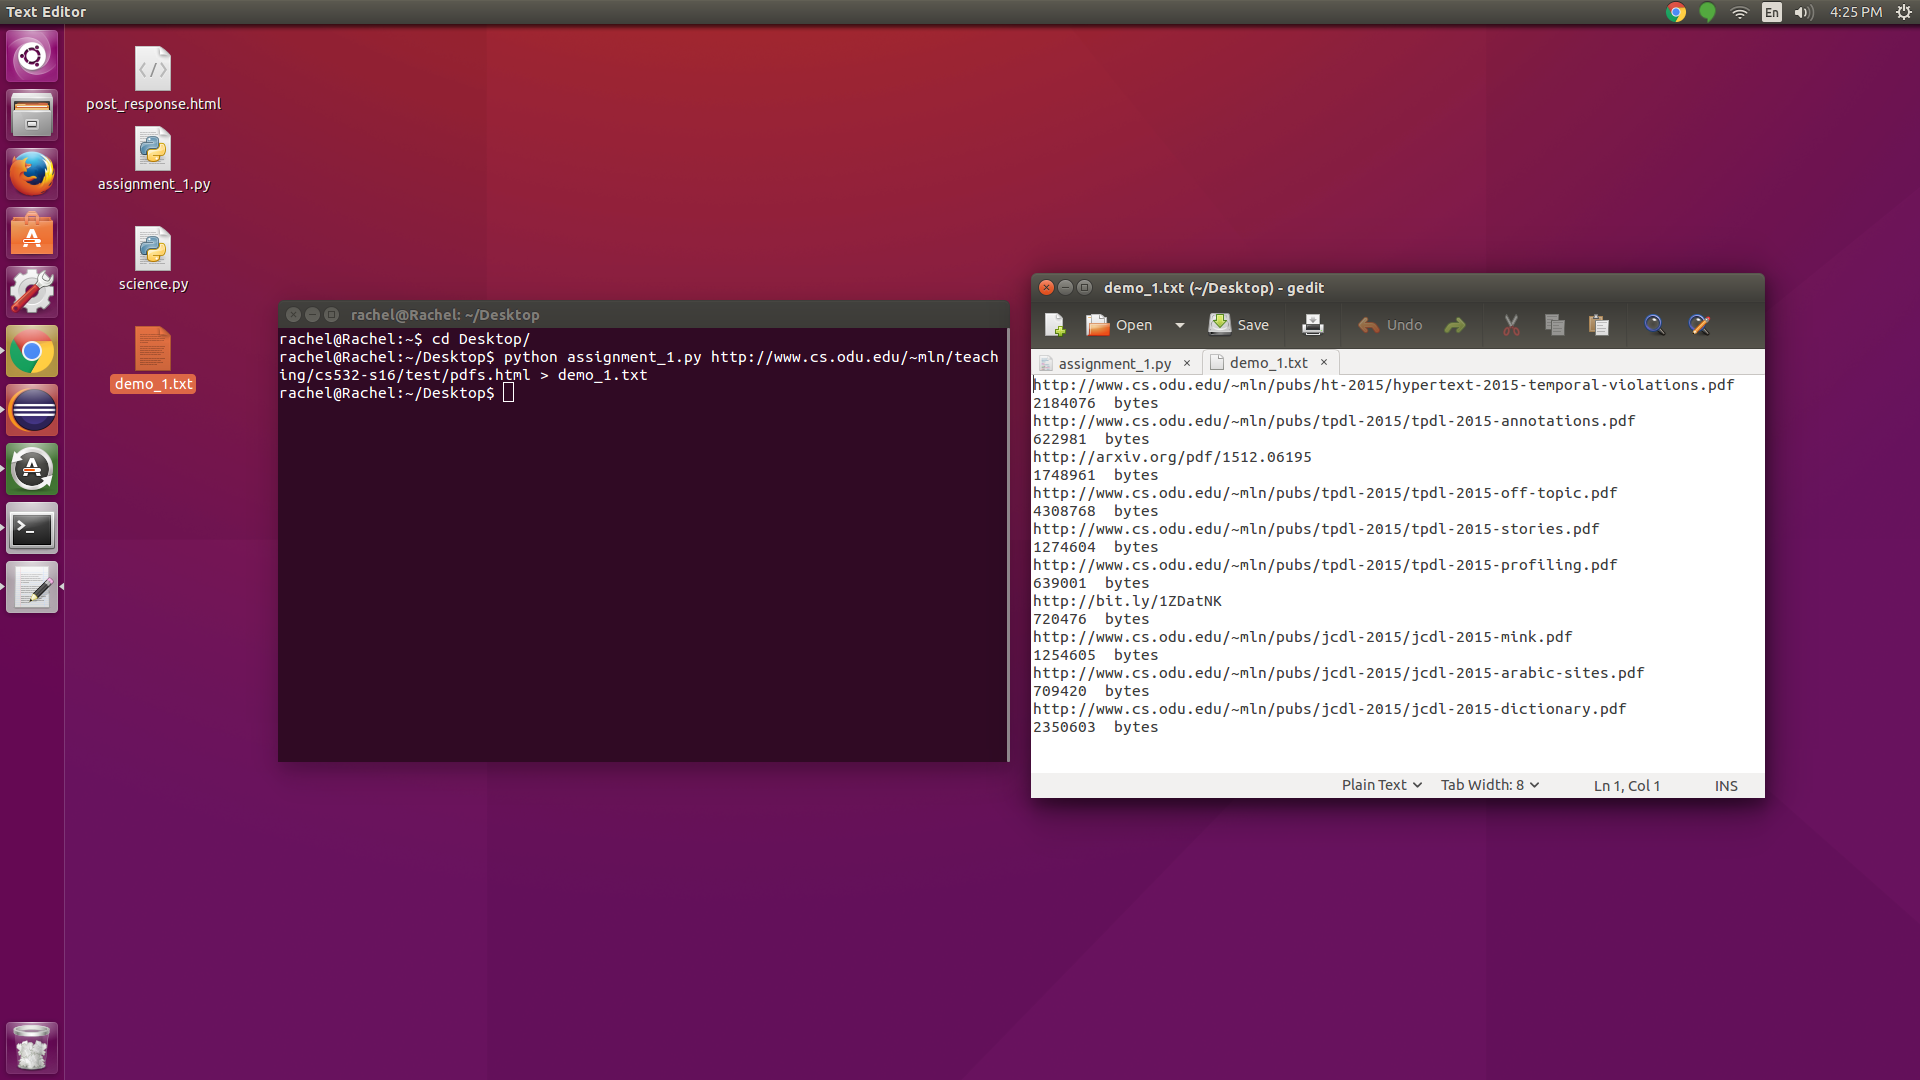 Text Editor
En
4:25 PM
post_response.html
assignment_1.py
science.py
demo_1.txt
rachel@Rachel: ~/Desktop
rachel@Rachel:~$ cd Desktop/
rachel@Rachel:~/Desktop$ python assignment_1.py http://www.cs.odu.edu/~mln/teach
ing/cs532-s16/test/pdfs.html > demo_1.txt
rachel@Rachel:~/Desktop$
demo_1.txt (~/Desktop) - gedit
Open
Save
Undo
assignment_1.py ×
demo_1.txt ×
http://www.cs.odu.edu/~mln/pubs/ht-2015/hypertext-2015-temporal-violations.pdf
2184076  bytes
http://www.cs.odu.edu/~mln/pubs/tpdl-2015/tpdl-2015-annotations.pdf
622981  bytes
http://arxiv.org/pdf/1512.06195
1748961  bytes
http://www.cs.odu.edu/~mln/pubs/tpdl-2015/tpdl-2015-off-topic.pdf
4308768  bytes
http://www.cs.odu.edu/~mln/pubs/tpdl-2015/tpdl-2015-stories.pdf
1274604  bytes
http://www.cs.odu.edu/~mln/pubs/tpdl-2015/tpdl-2015-profiling.pdf
639001  bytes
http://bit.ly/1ZDatNK
720476  bytes
http://www.cs.odu.edu/~mln/pubs/jcdl-2015/jcdl-2015-mink.pdf
1254605  bytes
http://www.cs.odu.edu/~mln/pubs/jcdl-2015/jcdl-2015-arabic-sites.pdf
709420  bytes
http://www.cs.odu.edu/~mln/pubs/jcdl-2015/jcdl-2015-dictionary.pdf
2350603  bytes
Plain Text
Tab Width: 8
Ln 1, Col 1
INS